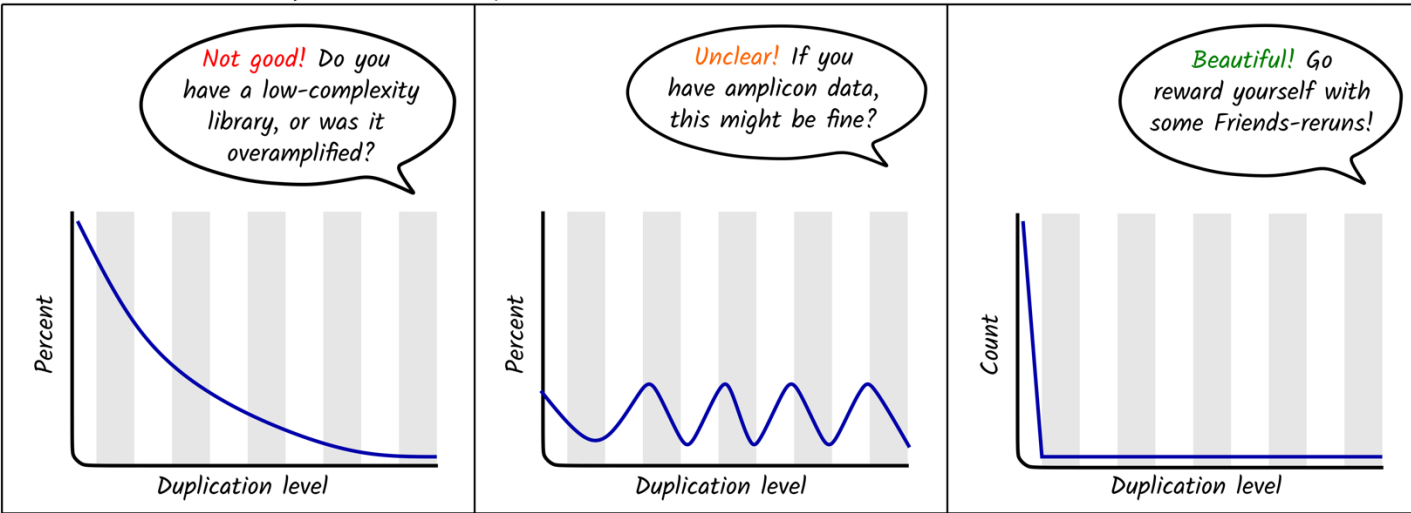 Not good! Do you
have a low-complexity
library, or was it
overamplified?
Percent
Duplication level
Unclear! If you
have amplicon data,
this might be fine?
Percent
Duplication level
Beautiful! Go
reward yourself with
some Friends-reruns!
Count
Duplication level